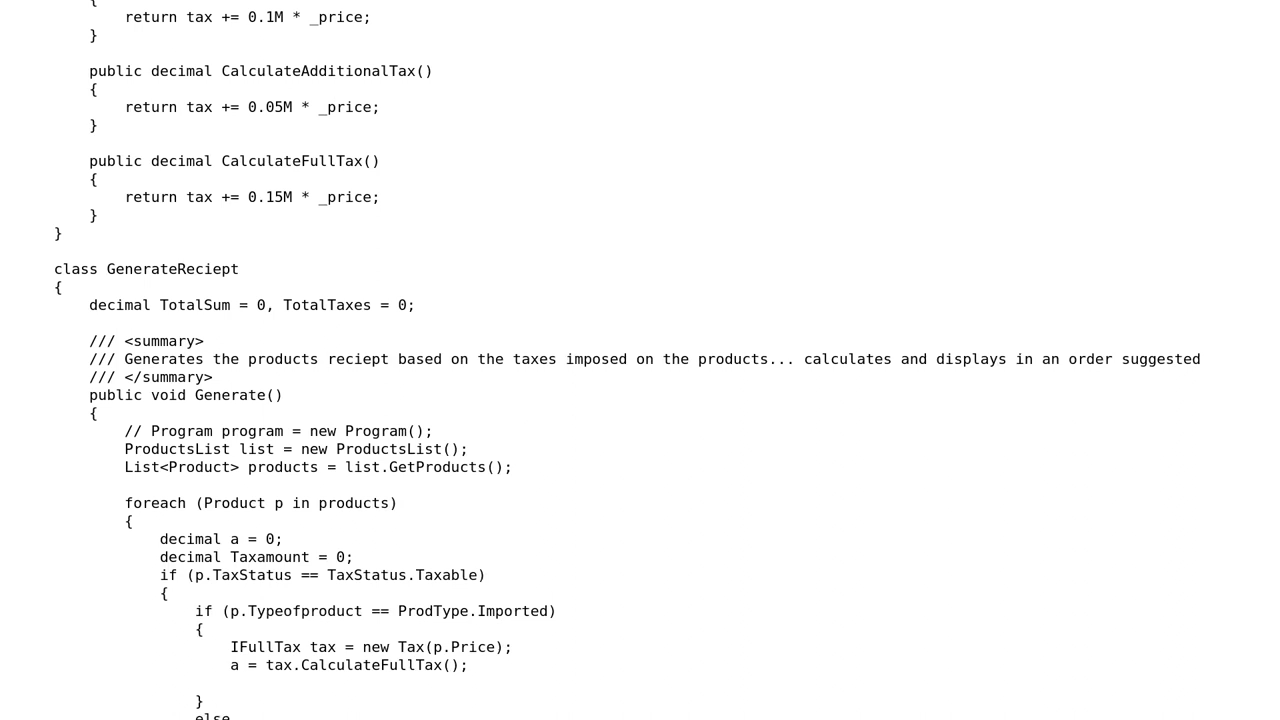 {
return tax += 0.1M * _price;
}
public decimal CalculateAdditionalTax()
{
return tax += 0.05M * _price;
}
public decimal CalculateFullTax()
{
return tax += 0.15M * _price;
}
}
class GenerateReciept
{
decimal TotalSum = 0, TotalTaxes = 0;
/// <summary>
/// Generates the products reciept based on the taxes imposed on the products... calculates and displays in an order suggested
/// </summary>
public void Generate()
{
// Program program = new Program();
ProductsList list = new ProductsList();
List<Product> products = list.GetProducts();
foreach (Product p in products)
{
decimal a = 0;
decimal Taxamount = 0;
if (p.TaxStatus == TaxStatus.Taxable)
{
if (p.Typeofproduct == ProdType.Imported)
{
IFullTax tax = new Tax(p.Price);
a = tax.CalculateFullTax();
}
else